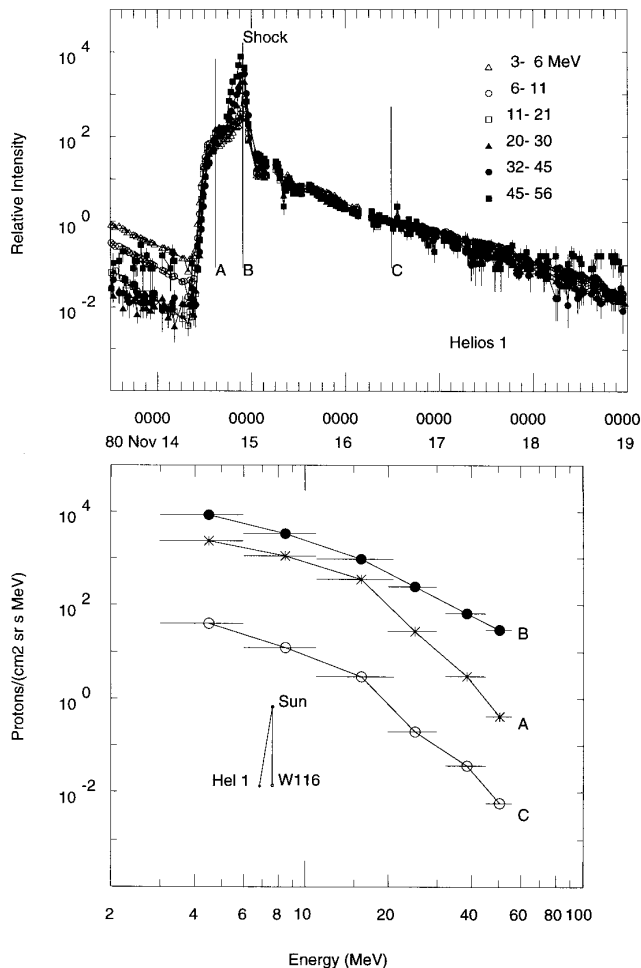 Shock
10^4
10^2
10^0
10^-2
Relative Intensity
3- 6 MeV
6- 11
11- 21
20- 30
32- 45
45- 56
A
B
C
Helios 1
0000 0000 0000 0000 0000 0000
80 Nov 14 15 16 17 18 19
10^4
10^2
10^0
10^-2
Protons/(cm2 sr s MeV)
B
A
C
Sun
Hel 1
W116
2 4 6 8 10 20 40 60 80 100
Energy (MeV)